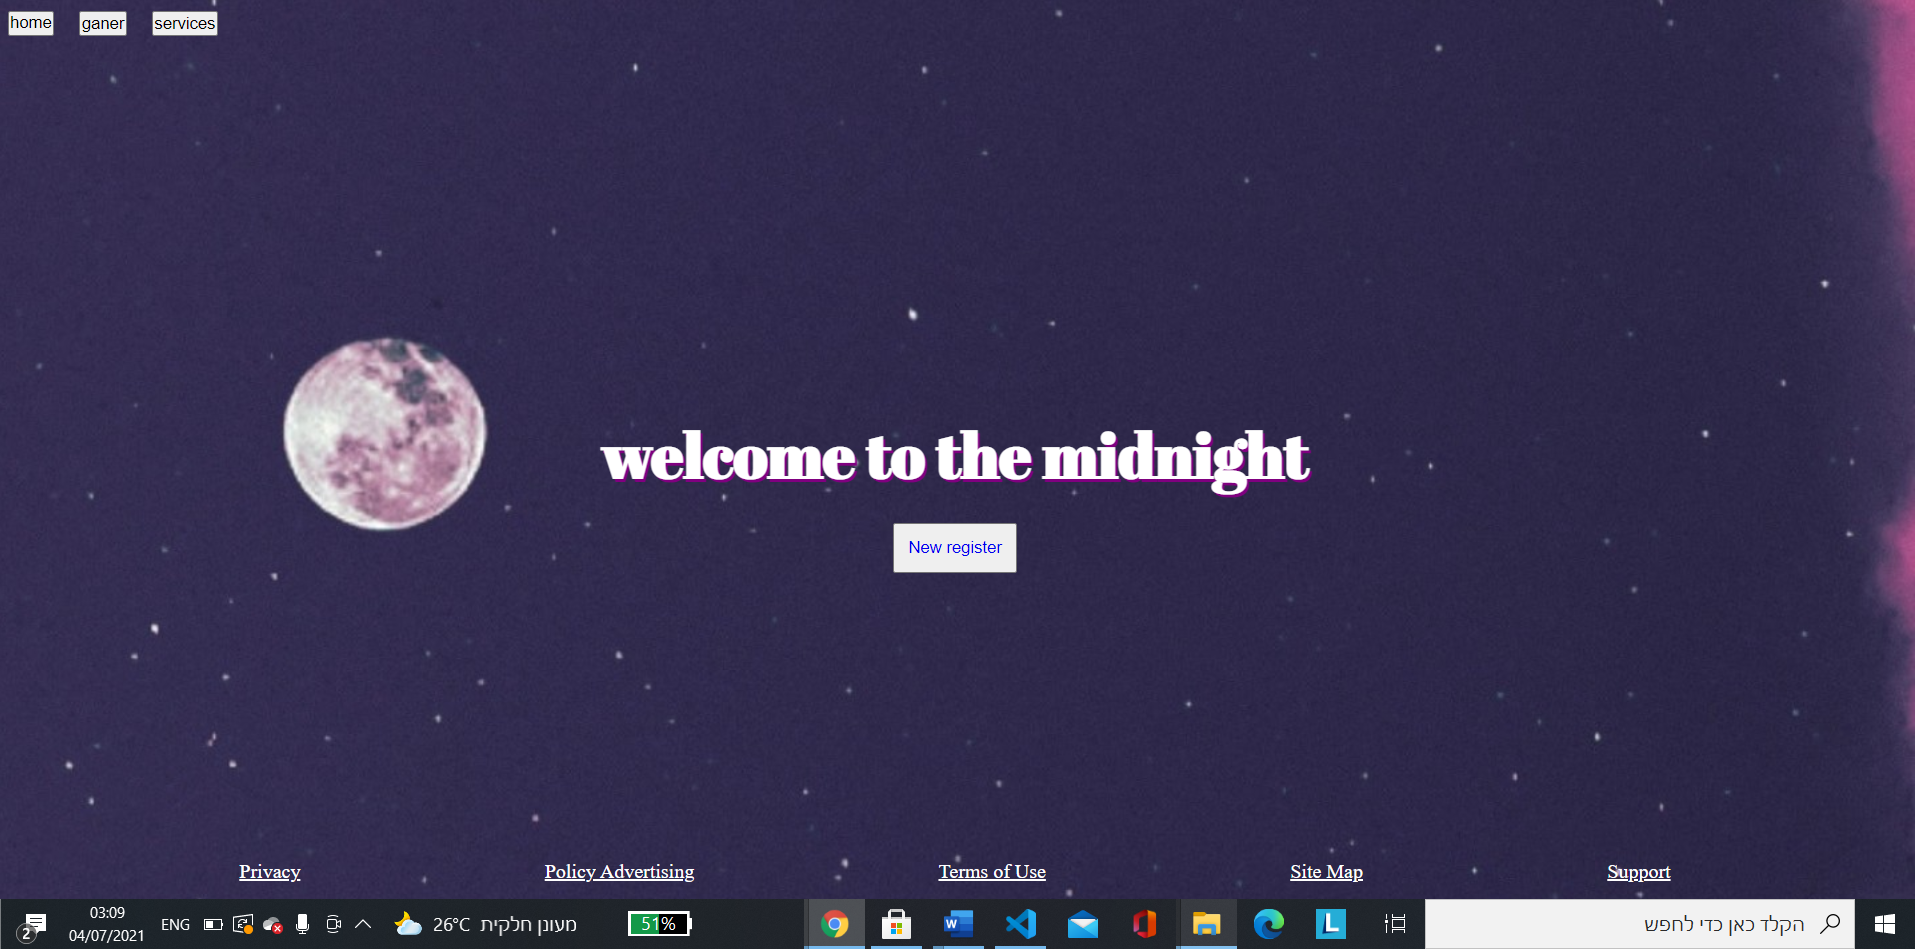 home ganer services
welcome to the midnight
New register
Privacy Policy Advertising Terms of Use Site Map Support
03:09
04/07/2021
2
ENG
26°C מעונן חלקית
51%
W
L
הקלד כאן כדי לחפש